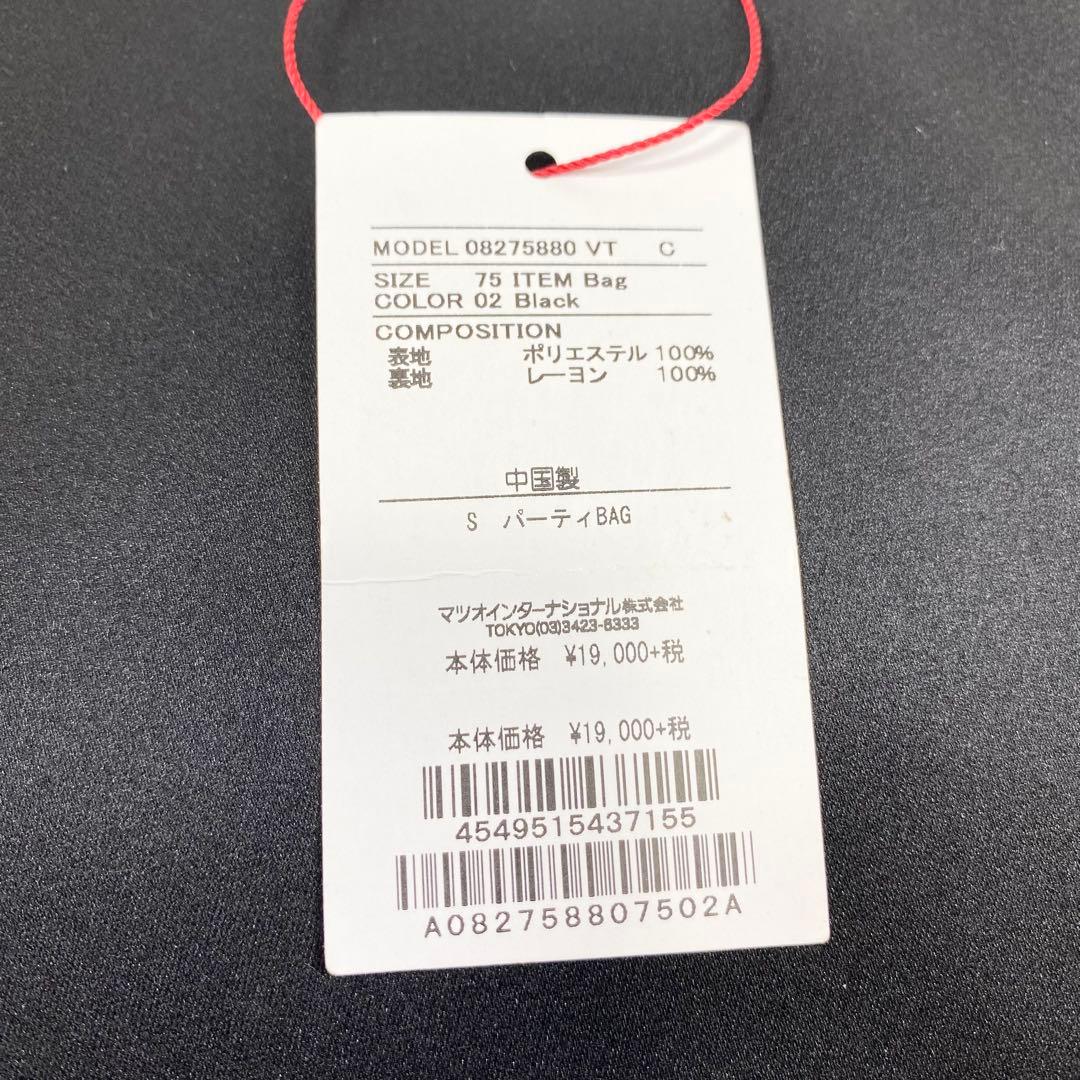 MODEL 08275880 VT C
SIZE 75 ITEM Bag
COLOR 02 Black
COMPOSITION
表地 ポリエステル 100%
裏地 レーヨン 100%
中国製
S パーティBAG
マツオインターナショナル株式会社
TOKYO(03)3423-6333
本体価格 ¥19,000+税
本体価格 ¥19,000+税
4549515437155
A082758807502A